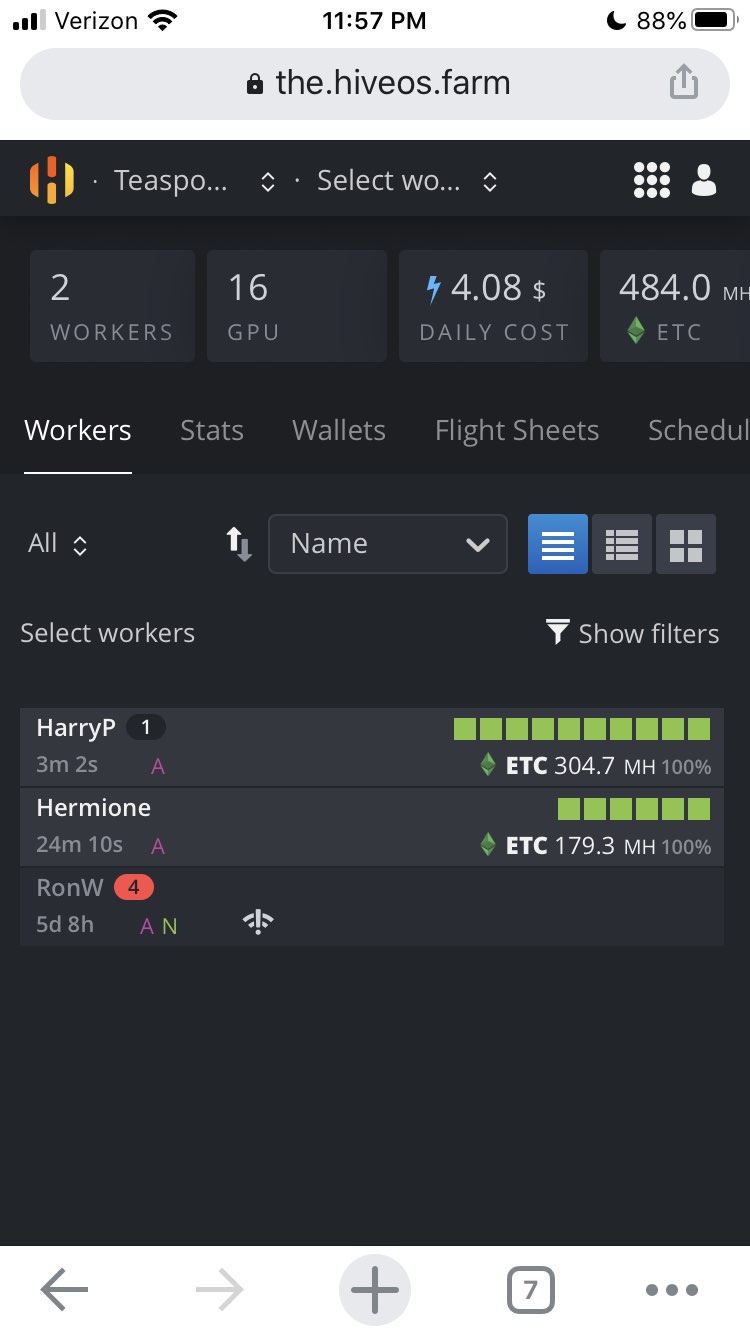 Verizon 11:57 PM 88%
the.hiveos.farm
· Teaspo... · Select wo...
2 16 4.08 $ 484.0 MH
WORKERS GPU DAILY COST ETC
Workers Stats Wallets Flight Sheets Schedul
All Name
Select workers Show filters
HarryP 1
3m 2s A ETC 304.7 MH 100%
Hermione
24m 10s A ETC 179.3 MH 100%
RonW 4
5d 8h A N
7